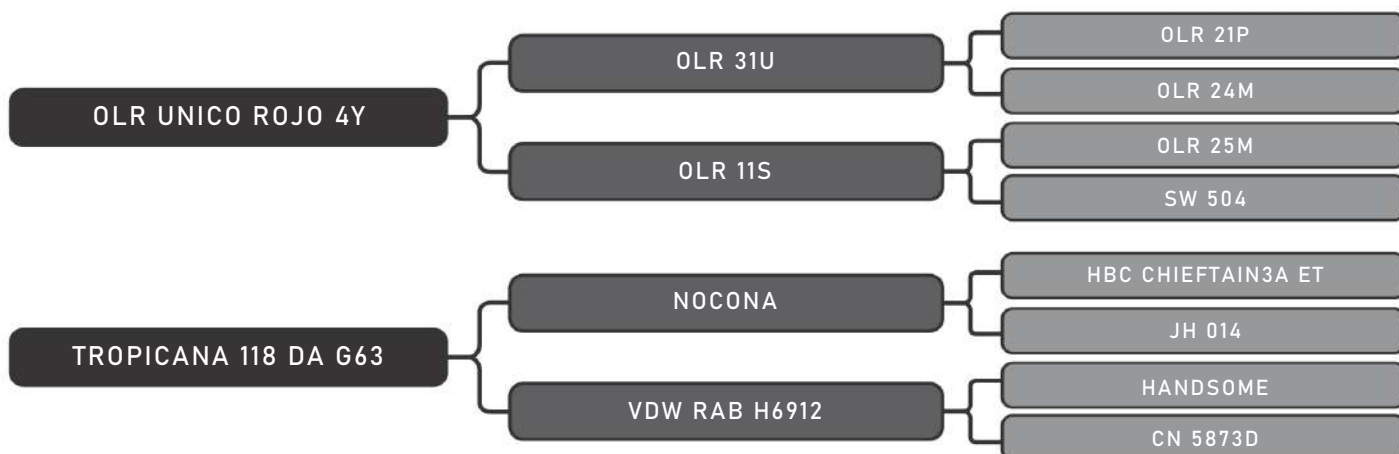 OLR UNICO ROJO 4Y
OLR 31U
OLR 21P
OLR 24M
OLR 11S
OLR 25M
SW 504
TROPICANA 118 DA G63
NOCONA
HBC CHIEFTAIN3A ET
JH 014
VDW RAB H6912
HANDSOME
CN 5873D